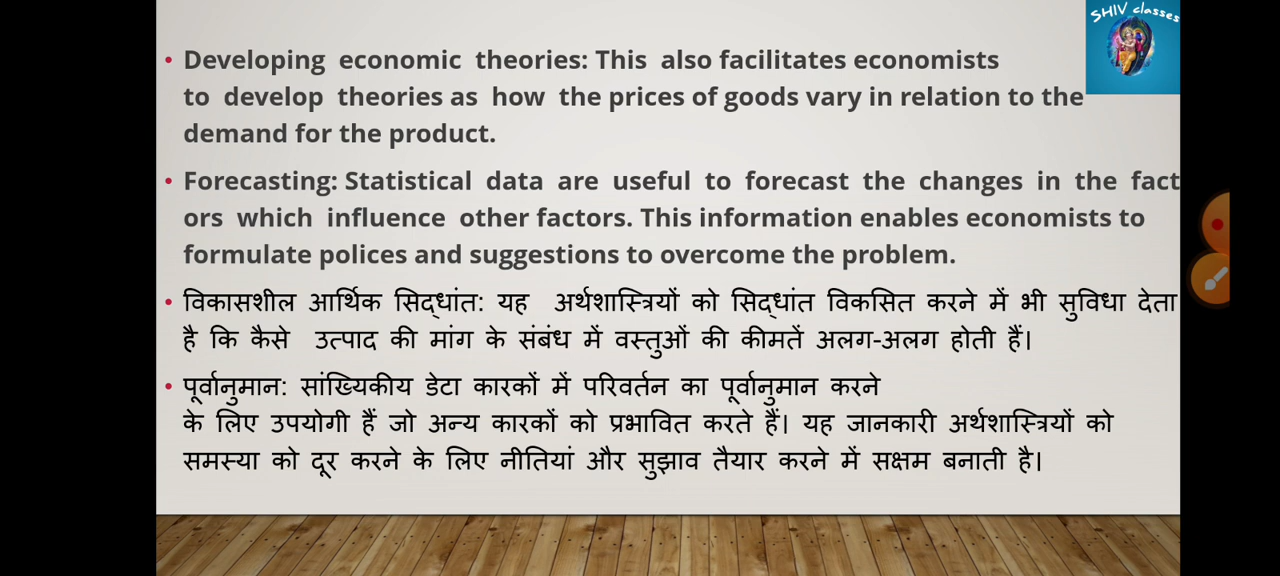 SHIV classes
• Developing economic theories: This also facilitates economists
to develop theories as how the prices of goods vary in relation to the
demand for the product.
• Forecasting: Statistical data are useful to forecast the changes in the fact
ors which influence other factors. This information enables economists to
formulate polices and suggestions to overcome the problem.
• विकासशील आर्थिक सिद्धांत: यह अर्थशास्त्रियों को सिद्धांत विकसित करने में भी सुविधा देता
है कि कैसे उत्पाद की मांग के संबंध में वस्तुओं की कीमतें अलग-अलग होती हैं।
• पूर्वानुमान: सांख्यिकीय डेटा कारकों में परिवर्तन का पूर्वानुमान करने
के लिए उपयोगी हैं जो अन्य कारकों को प्रभावित करते हैं। यह जानकारी अर्थशास्त्रियों को
समस्या को दूर करने के लिए नीतियां और सुझाव तैयार करने में सक्षम बनाती है।